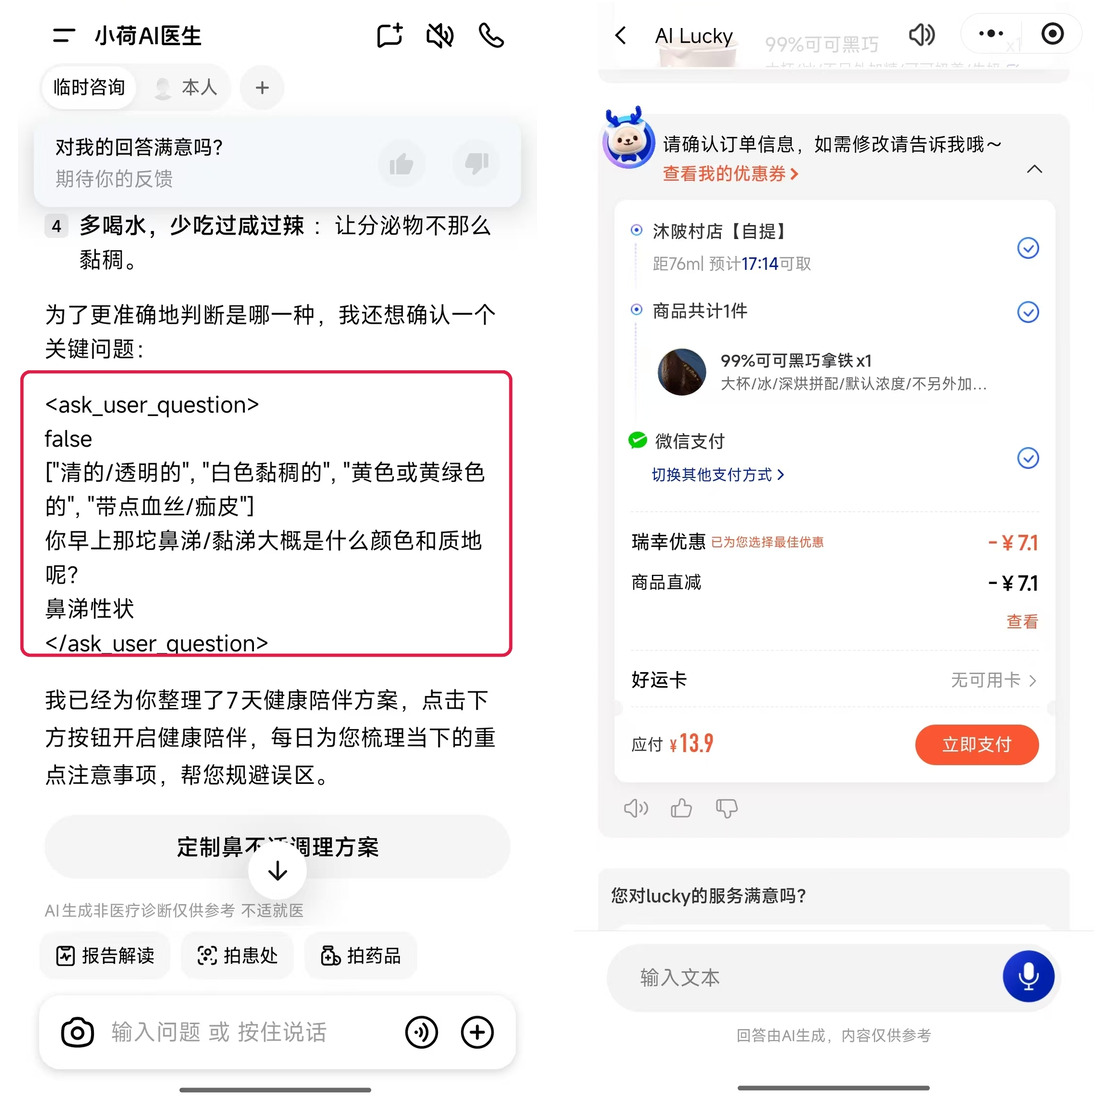 小荷AI医生
临时咨询
本人
对我的回答满意吗?
期待你的反馈
4 多喝水，少吃过咸过辣 ：让分泌物不那么
黏稠。
为了更准确地判断是哪一种，我还想确认一个
关键问题：
<ask_user_question>
false
["清的/透明的", "白色黏稠的", "黄色或黄绿色
的", "带点血丝/痂皮"]
你早上那坨鼻涕/黏涕大概是什么颜色和质地
呢?
鼻涕性状
</ask_user_question>
我已经为你整理了7天健康陪伴方案，点击下
方按钮开启健康陪伴，每日为您梳理当下的重
点注意事项，帮您规避误区。
定制鼻不适调理方案
AI生成非医疗诊断仅供参考 不适就医
报告解读
拍患处
拍药品
输入问题 或 按住说话
AI Lucky
99%可可黑巧
x1
请确认订单信息，如需修改请告诉我哦～
查看我的优惠券
沐陂村店【自提】
距76m| 预计17:14可取
商品共计1件
99%可可黑巧拿铁 x1
大杯/冰/深烘拼配/默认浓度/不另外加...
微信支付
切换其他支付方式
瑞幸优惠 已为您选择最佳优惠 -￥7.1
商品直减 -￥7.1
查看
好运卡 无可用卡
应付 ￥13.9
立即支付
您对lucky的服务满意吗?
输入文本
回答由AI生成，内容仅供参考